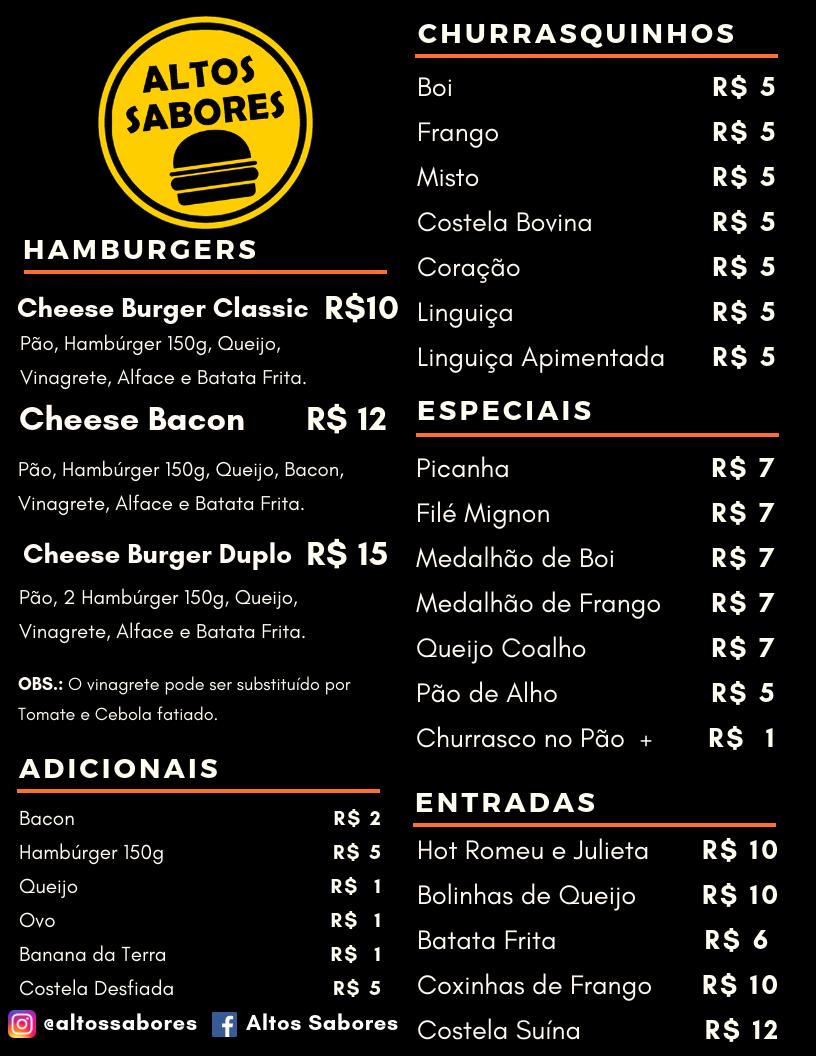 ALTOS
SABORES
HAMBURGERS
Cheese Burger Classic R$10
Pão, Hambúrger 150g, Queijo,
Vinagrete, Alface e Batata Frita.
Cheese Bacon R$ 12
Pão, Hambúrger 150g, Queijo, Bacon,
Vinagrete, Alface e Batata Frita.
Cheese Burger Duplo R$ 15
Pão, 2 Hambúrger 150g, Queijo,
Vinagrete, Alface e Batata Frita.
OBS.: O vinagrete pode ser substituído por
Tomate e Cebola fatiado.
ADICIONAIS
Bacon R$ 2
Hambúrger 150g R$ 5
Queijo R$ 1
Ovo R$ 1
Banana da Terra R$ 1
Costela Desfiada R$ 5
@altossabores Altos Sabores
CHURRASQUINHOS
Boi R$ 5
Frango R$ 5
Misto R$ 5
Costela Bovina R$ 5
Coração R$ 5
Linguiça R$ 5
Linguiça Apimentada R$ 5
ESPECIAIS
Picanha R$ 7
Filé Mignon R$ 7
Medalhão de Boi R$ 7
Medalhão de Frango R$ 7
Queijo Coalho R$ 7
Pão de Alho R$ 5
Churrasco no Pão + R$ 1
ENTRADAS
Hot Romeu e Julieta R$ 10
Bolinhas de Queijo R$ 10
Batata Frita R$ 6
Coxinhas de Frango R$ 10
Costela Suína R$ 12